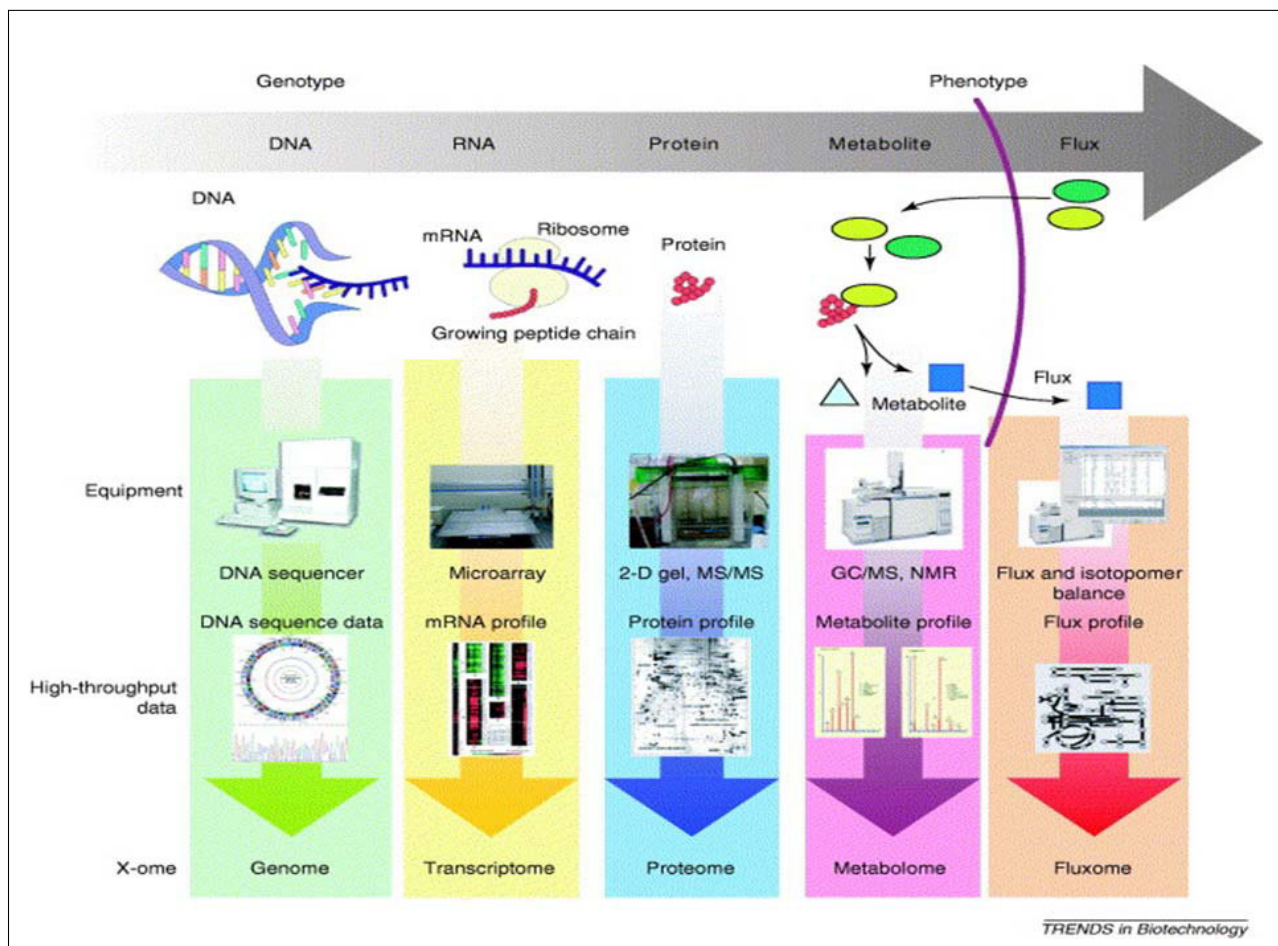 Genotype
Phenotype
DNA
RNA
Protein
Metabolite
Flux
DNA
mRNA
Ribosome
Growing peptide chain
Protein
Metabolite
Flux
Equipment
DNA sequencer
Microarray
2-D gel, MS/MS
GC/MS, NMR
Flux and isotopomer
balance
DNA sequence data
mRNA profile
Protein profile
Metabolite profile
Flux profile
High-throughput
data
X-ome
Genome
Transcriptome
Proteome
Metabolome
Fluxome
TRENDS in Biotechnology